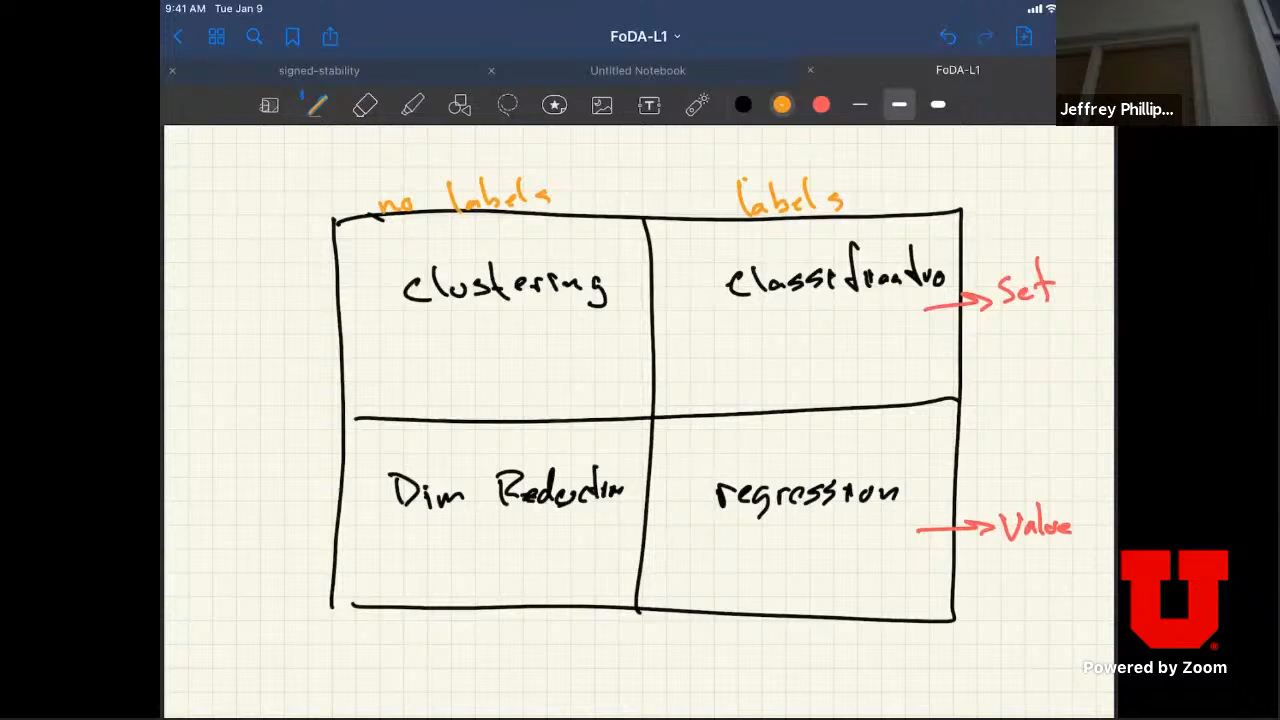 9:41 AM Tue Jan 9
FoDA-L1
signed-stability
Untitled Notebook
FoDA-L1
Jeffrey Phillip...
no labels
labels
Clustering
Classificatio
Set
Dim Reduction
regression
Value
U
Powered by Zoom